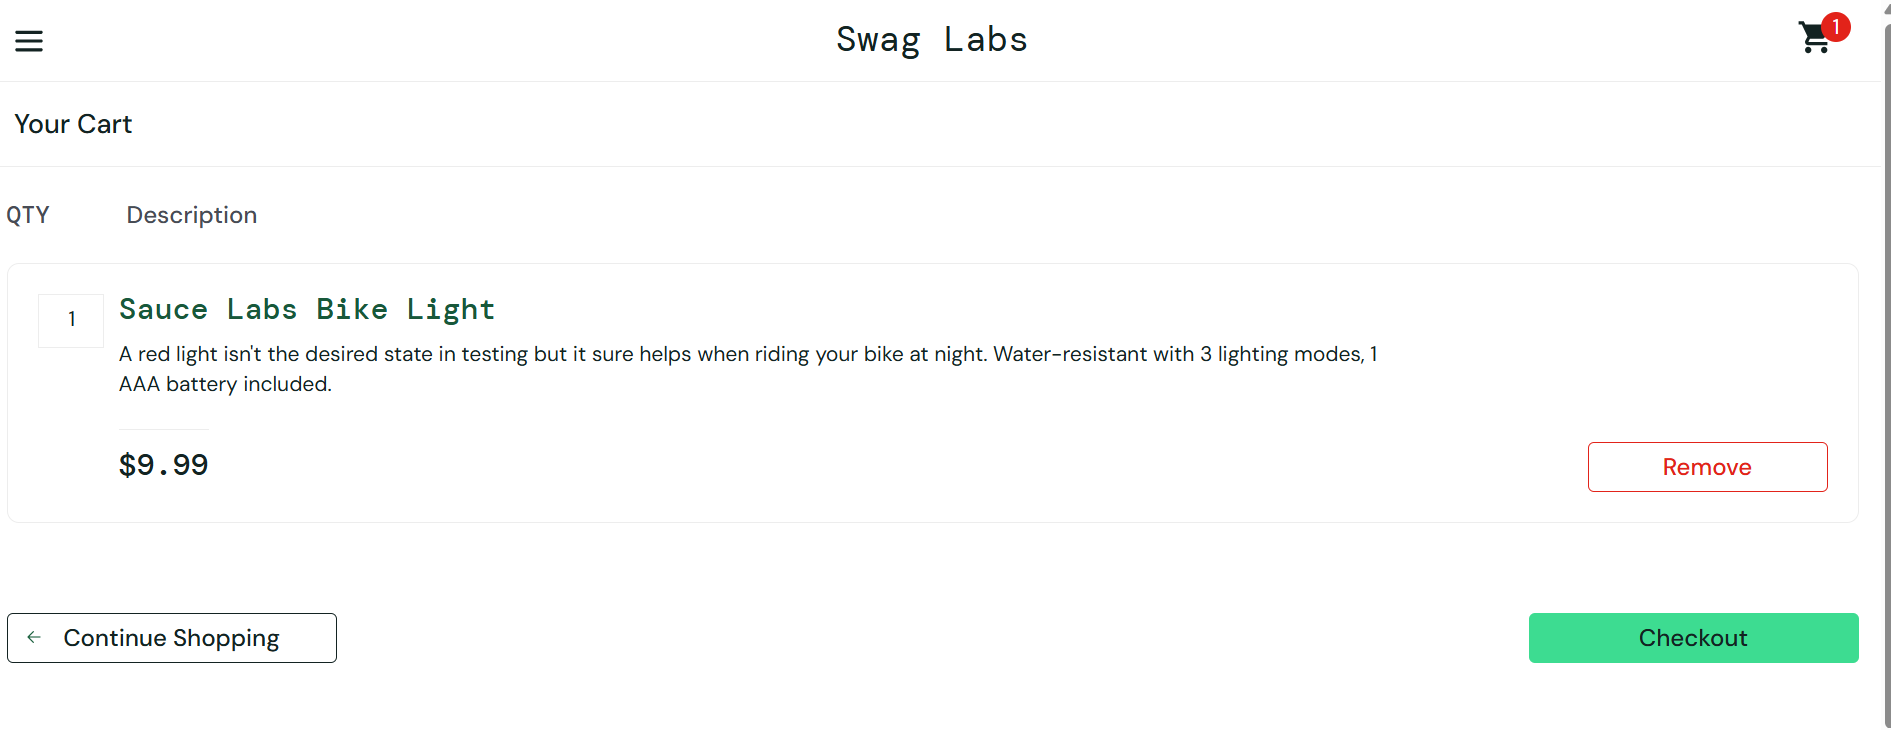 Swag Labs
1
Your Cart
QTY
Description
1
Sauce Labs Bike Light
A red light isn't the desired state in testing but it sure helps when riding your bike at night. Water-resistant with 3 lighting modes, 1
AAA battery included.
$9.99
Remove
Continue Shopping
Checkout